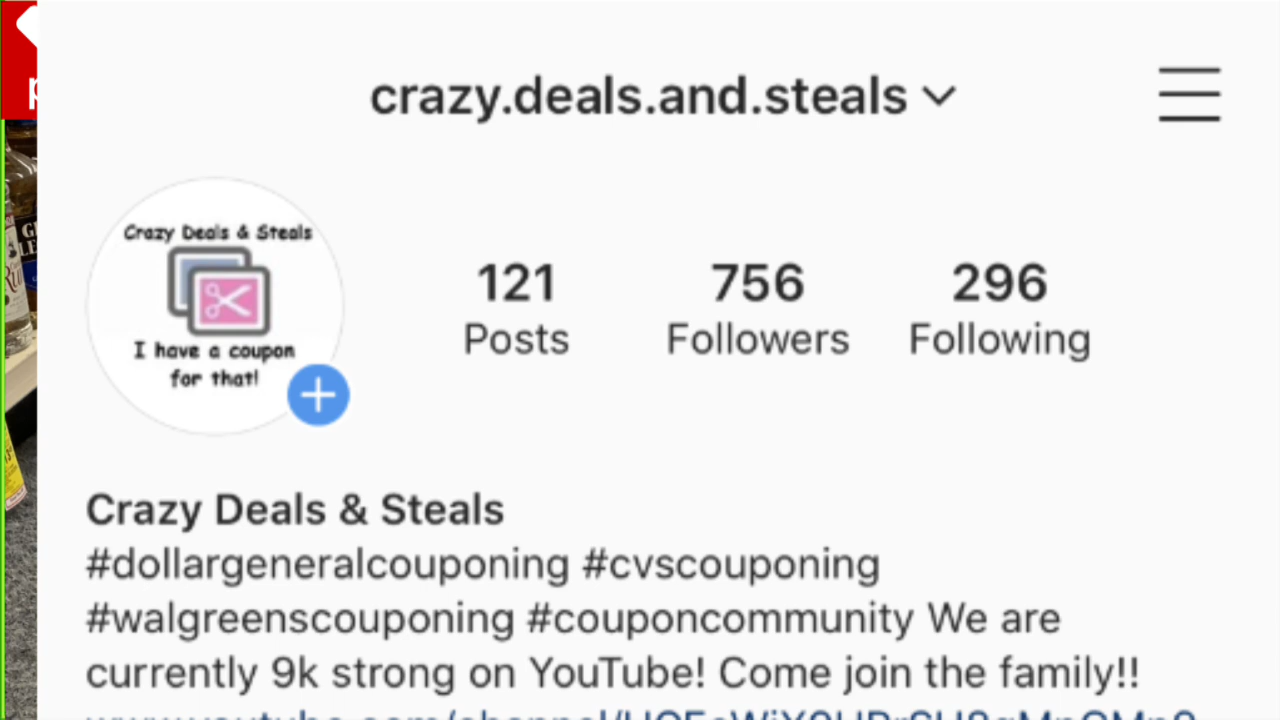 crazy.deals.and.steals
Crazy Deals & Steals
I have a coupon
for that!
121
Posts
756
Followers
296
Following
Crazy Deals & Steals
#dollargeneralcouponing #cvscouponing
#walgreenscouponing #couponcommunity We are
currently 9k strong on YouTube! Come join the family!!